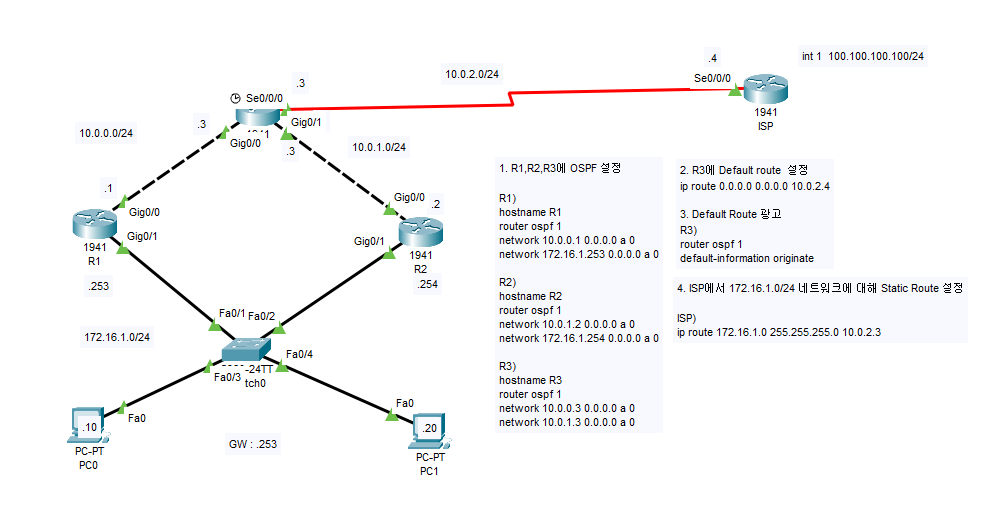 .4
int 1  100.100.100.100/24
10.0.2.0/24
Se0/0/0
.3
Se0/0/0
1941
ISP
10.0.0.0/24
.3
Gig0/1
Gig0/0
.3
10.0.1.0/24
.1
Gig0/0
Gig0/0
.2
Gig0/1
Gig0/1
1941
R1
1941
R2
.253
.254
Fa0/1
Fa0/2
172.16.1.0/24
Fa0/4
-24TT
tch0
Fa0/3
Fa0
Fa0
.10
.20
GW : .253
PC-PT
PC0
PC-PT
PC1
1. R1,R2,R3에 OSPF 설정
R1)
hostname R1
router ospf 1
network 10.0.0.1 0.0.0.0 a 0
network 172.16.1.253 0.0.0.0 a 0
R2)
hostname R2
router ospf 1
network 10.0.1.2 0.0.0.0 a 0
network 172.16.1.254 0.0.0.0 a 0
R3)
hostname R3
router ospf 1
network 10.0.0.3 0.0.0.0 a 0
network 10.0.1.3 0.0.0.0 a 0
2. R3에 Default route  설정
ip route 0.0.0.0 0.0.0.0 10.0.2.4
3. Default Route 광고
R3)
router ospf 1
default-information originate
4. ISP에서 172.16.1.0/24 네트워크에 대해 Static Route 설정
ISP)
ip route 172.16.1.0 255.255.255.0 10.0.2.3